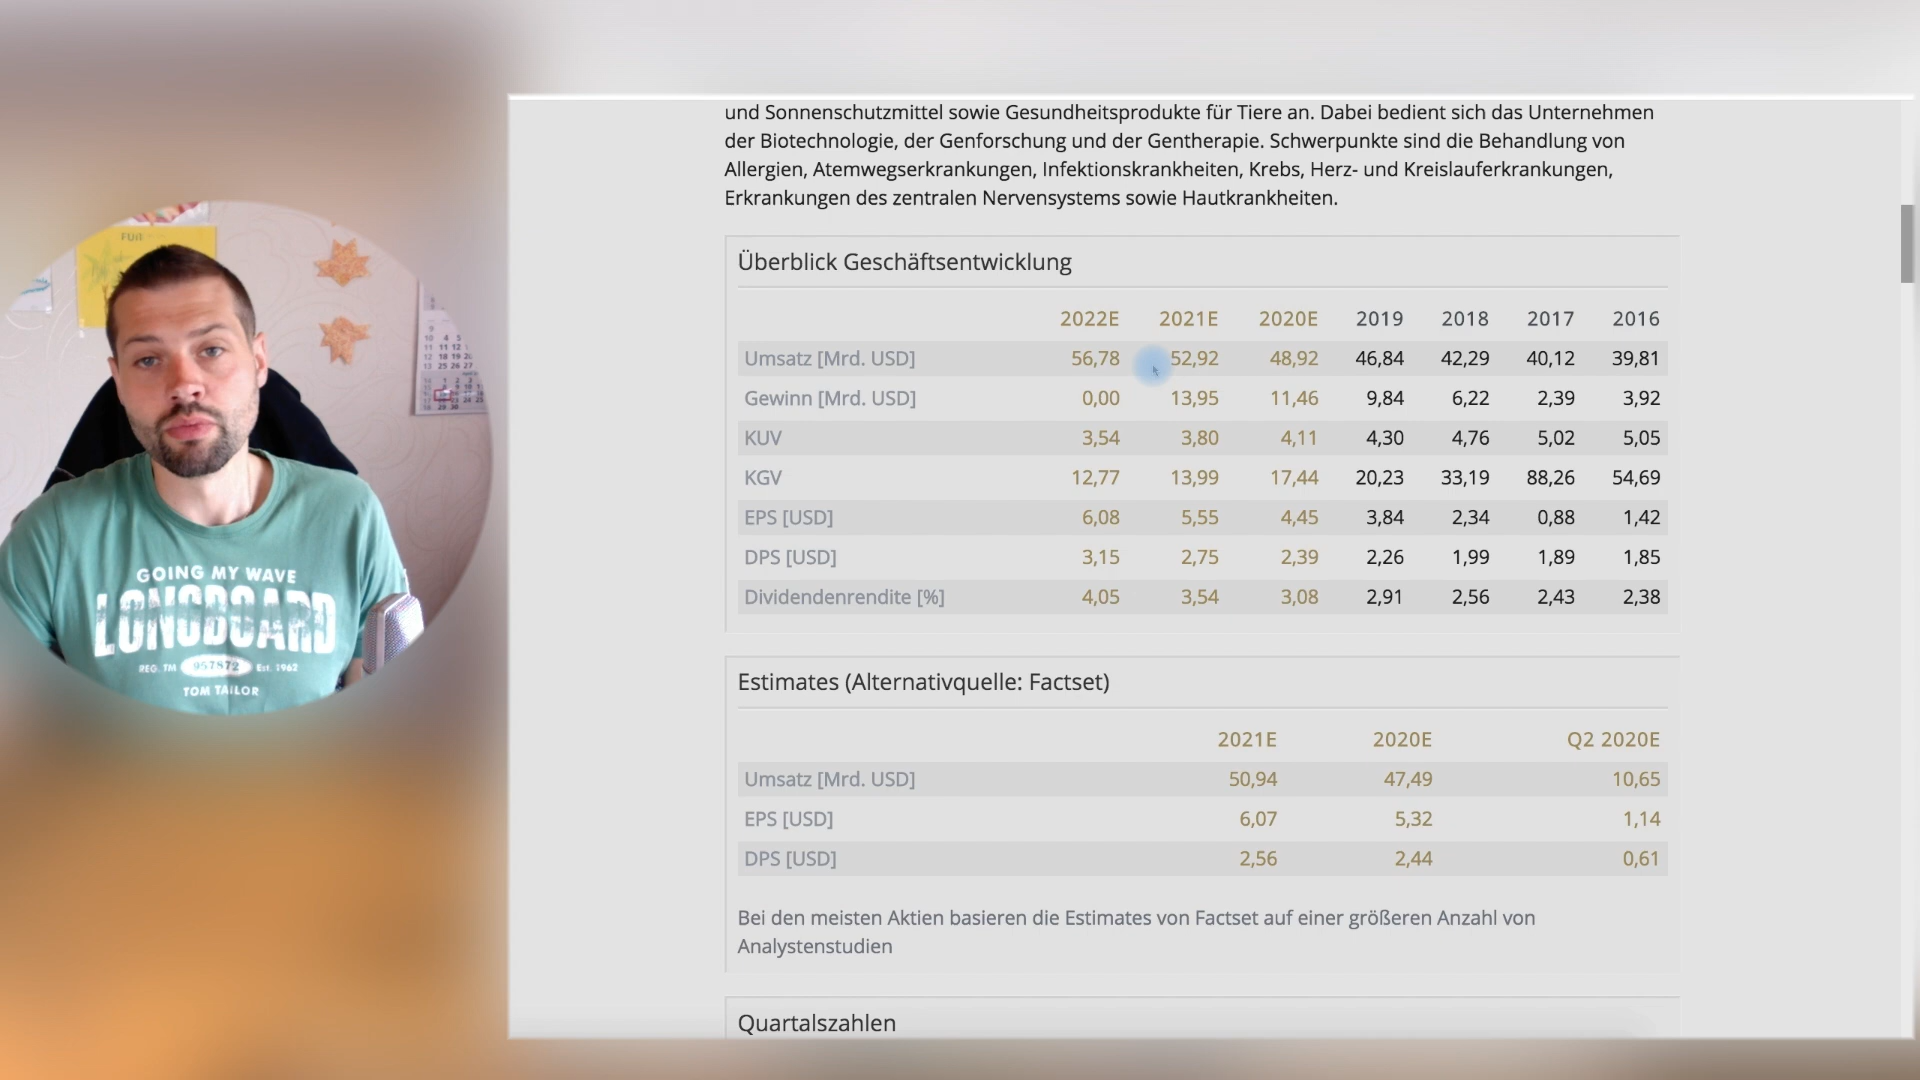 FÜR
GOING MY WAVE
LONGBOARD
REG. TM 957872 Est. 1962
TOM TAILOR
und Sonnenschutzmittel sowie Gesundheitsprodukte für Tiere an. Dabei bedient sich das Unternehmen
der Biotechnologie, der Genforschung und der Gentherapie. Schwerpunkte sind die Behandlung von
Allergien, Atemwegserkrankungen, Infektionskrankheiten, Krebs, Herz- und Kreislauferkrankungen,
Erkrankungen des zentralen Nervensystems sowie Hautkrankheiten.
Überblick Geschäftsentwicklung
2022E 2021E 2020E 2019 2018 2017 2016
Umsatz [Mrd. USD] 56,78 52,92 48,92 46,84 42,29 40,12 39,81
Gewinn [Mrd. USD] 0,00 13,95 11,46 9,84 6,22 2,39 3,92
KUV 3,54 3,80 4,11 4,30 4,76 5,02 5,05
KGV 12,77 13,99 17,44 20,23 33,19 88,26 54,69
EPS [USD] 6,08 5,55 4,45 3,84 2,34 0,88 1,42
DPS [USD] 3,15 2,75 2,39 2,26 1,99 1,89 1,85
Dividendenrendite [%] 4,05 3,54 3,08 2,91 2,56 2,43 2,38
Estimates (Alternativquelle: Factset)
2021E 2020E Q2 2020E
Umsatz [Mrd. USD] 50,94 47,49 10,65
EPS [USD] 6,07 5,32 1,14
DPS [USD] 2,56 2,44 0,61
Bei den meisten Aktien basieren die Estimates von Factset auf einer größeren Anzahl von
Analystenstudien
Quartalszahlen